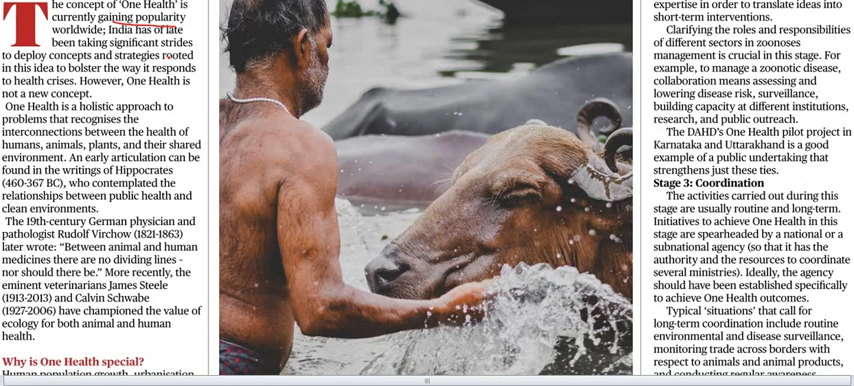 The concept of ‘One Health’ is
currently gaining popularity
worldwide; India has of late
been taking significant strides
to deploy concepts and strategies rooted
in this idea to bolster the way it responds
to health crises. However, One Health is
not a new concept.
One Health is a holistic approach to
problems that recognises the
interconnections between the health of
humans, animals, plants, and their shared
environment. An early articulation can be
found in the writings of Hippocrates
(460-367 BC), who contemplated the
relationships between public health and
clean environments.
The 19th-century German physician and
pathologist Rudolf Virchow (1821-1863)
later wrote: “Between animal and human
medicines there are no dividing lines –
nor should there be.” More recently, the
eminent veterinarians James Steele
(1913-2013) and Calvin Schwabe
(1927-2006) have championed the value of
ecology for both animal and human
health.
Why is One Health special?
Human population growth, urbanisation
expertise in order to translate ideas into
short-term interventions.
Clarifying the roles and responsibilities
of different sectors in zoonoses
management is crucial in this stage. For
example, to manage a zoonotic disease,
collaboration means assessing and
lowering disease risk, surveillance,
building capacity at different institutions,
research, and public outreach.
The DAHD’s One Health pilot project in
Karnataka and Uttarakhand is a good
example of a public undertaking that
strengthens just these ties.
Stage 3: Coordination
The activities carried out during this
stage are usually routine and long-term.
Initiatives to achieve One Health in this
stage are spearheaded by a national or a
subnational agency (so that it has the
authority and the resources to coordinate
several ministries). Ideally, the agency
should have been established specifically
to achieve One Health outcomes.
Typical ‘situations’ that call for
long-term coordination include routine
environmental and disease surveillance,
monitoring trade across borders with
respect to animals and animal products,
and conducting regular awareness